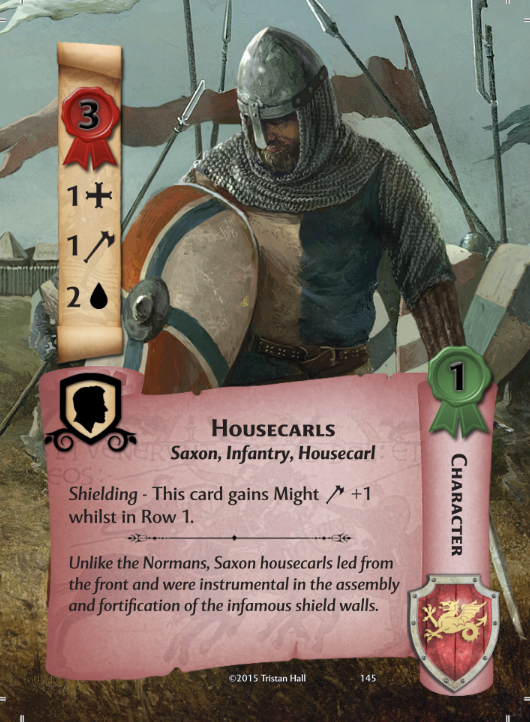 3
1
1
2
1
HOUSECARLS
Saxon, Infantry, Housecarl
Shielding - This card gains Might +1
whilst in Row 1.
CHARACTER
Unlike the Normans, Saxon housecarls led from
the front and were instrumental in the assembly
and fortification of the infamous shield walls.
©2015 Tristan Hall
145